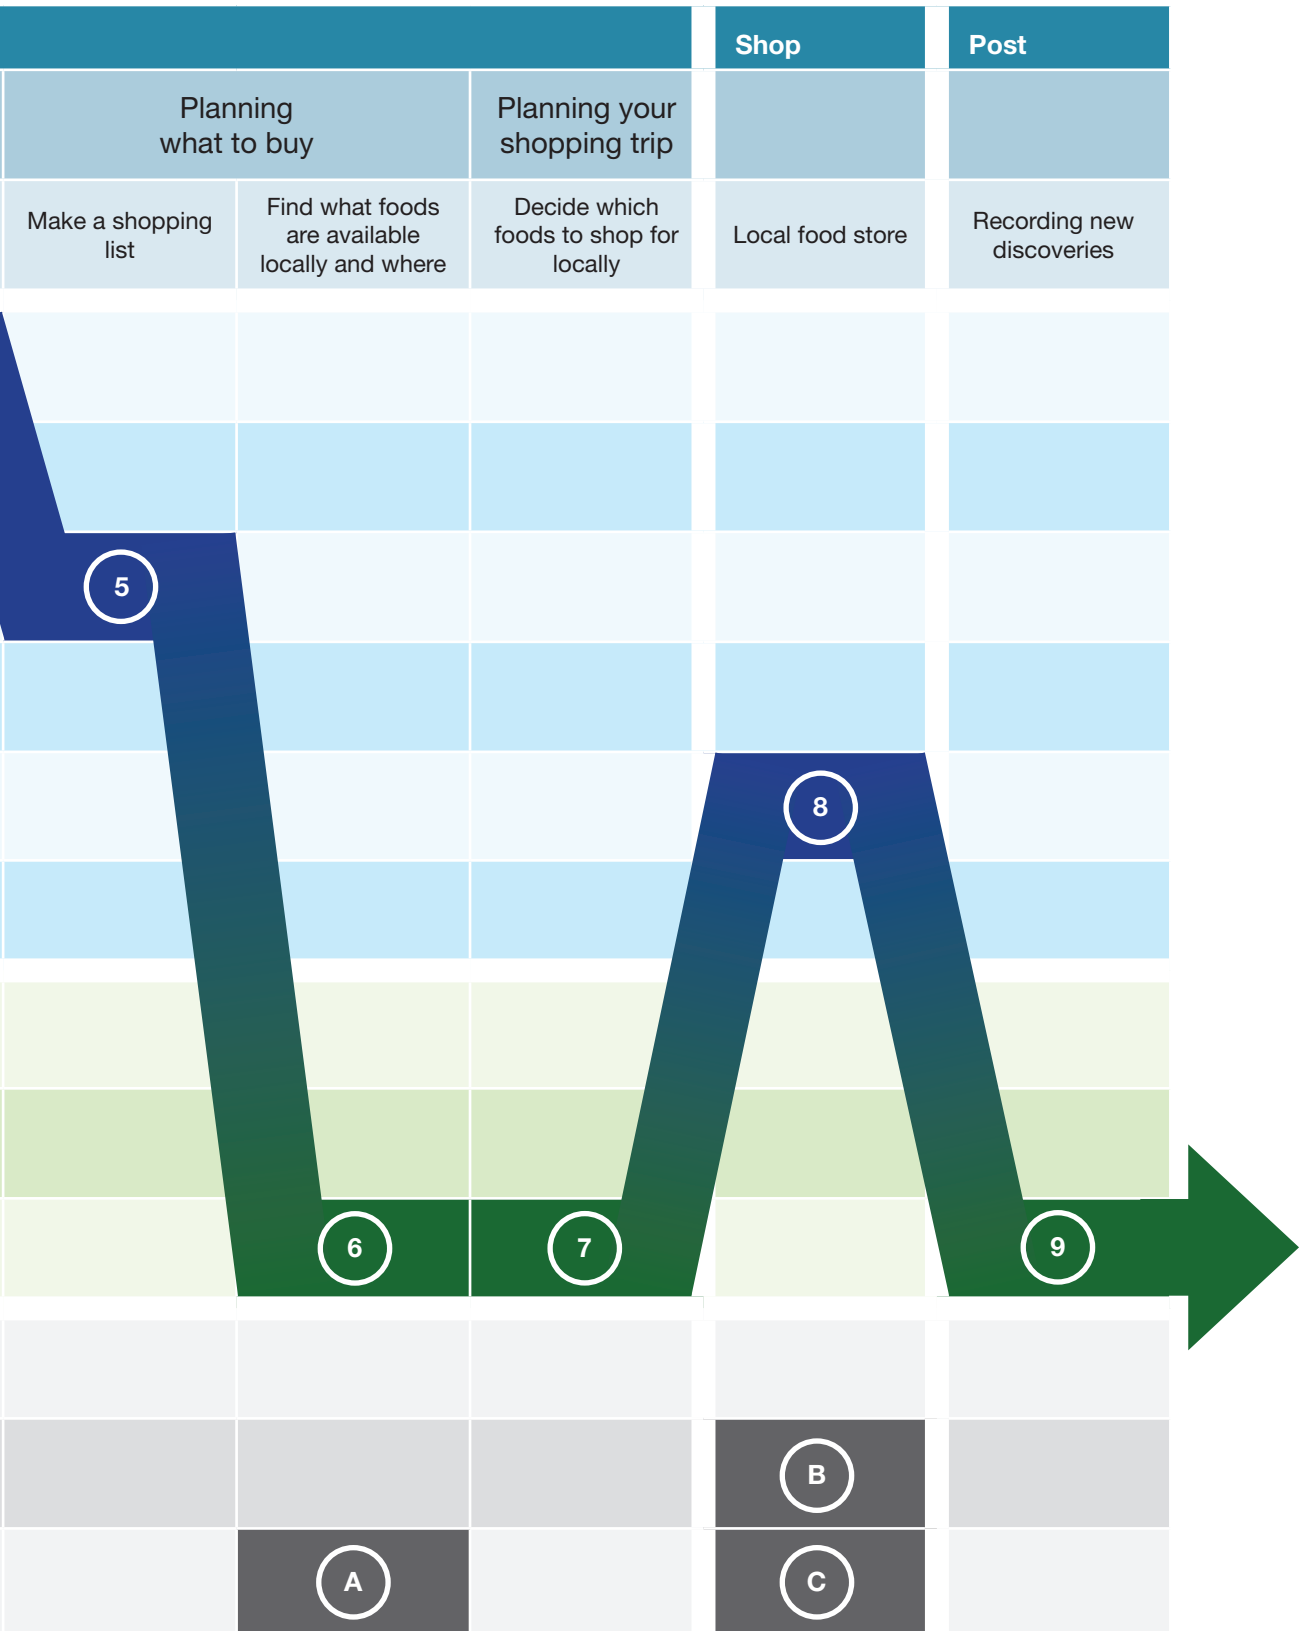 Shop
Post
Planning
what to buy
Planning your
shopping trip
Make a shopping
list
Find what foods
are available
locally and where
Decide which
foods to shop for
locally
Local food store
Recording new
discoveries
5
8
6
7
9
B
A
C